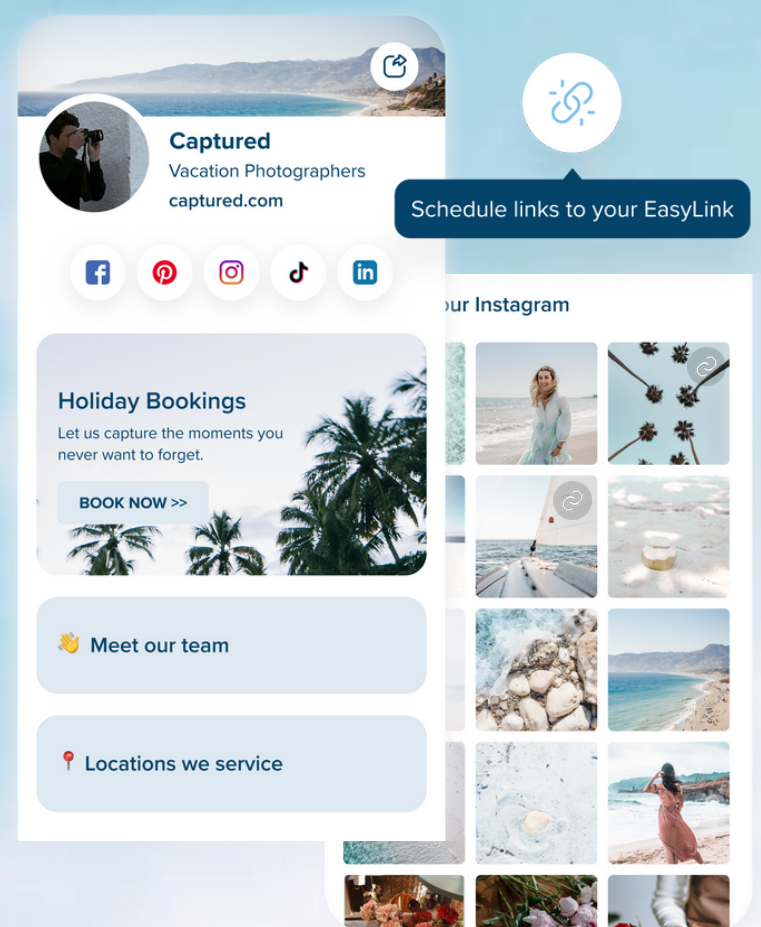 Captured
Vacation Photographers
captured.com
Schedule links to your EasyLink
our Instagram
Holiday Bookings
Let us capture the moments you
never want to forget.
BOOK NOW >>
👋 Meet our team
📍 Locations we service